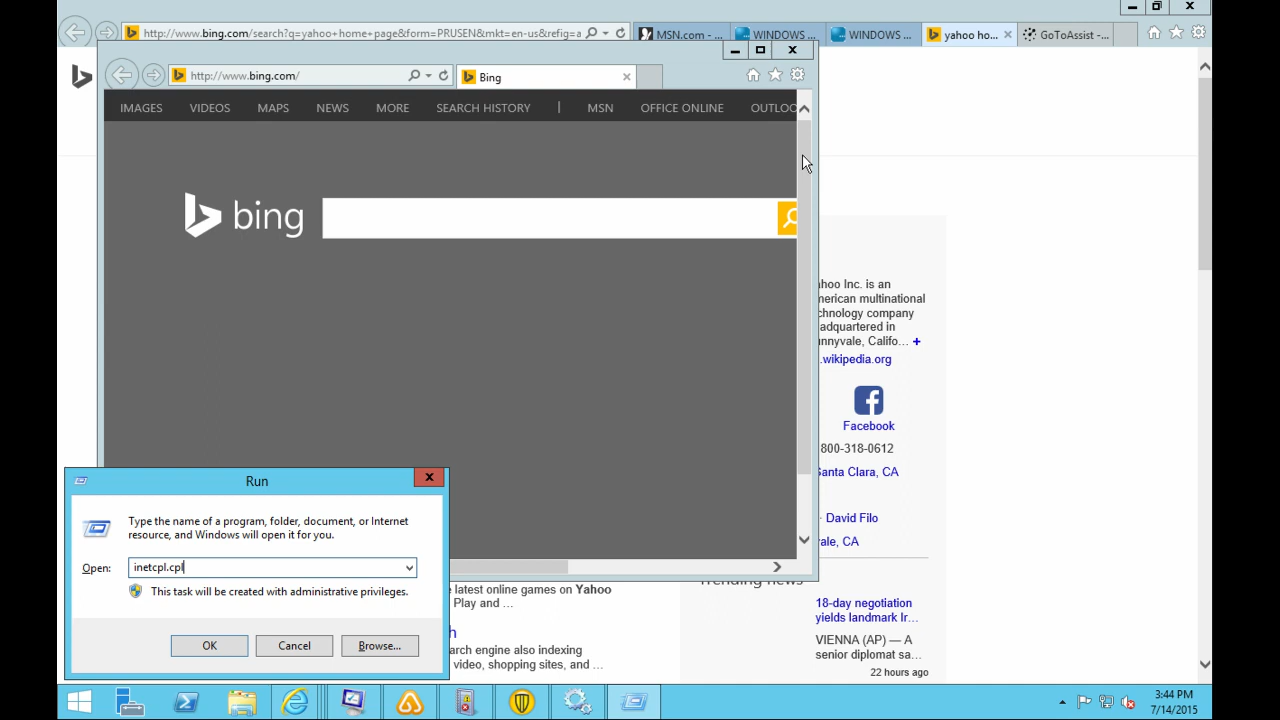 http://www.bing.com/search?q=yahoo+home+page&form=PRUSEN&mkt=en-us&refig=a
MSN.com - ...
WINDOWS ...
WINDOWS ...
yahoo ho...
GoToAssist -...
http://www.bing.com/
Bing
IMAGES VIDEOS MAPS NEWS MORE SEARCH HISTORY | MSN OFFICE ONLINE OUTLOO
bing
ahoo Inc. is an
merican multinational
chnology company
adquartered in
unnyvale, Califo... +
.wikipedia.org
Facebook
800-318-0612
Santa Clara, CA
David Filo
vale, CA
Trending news
18-day negotiation
yields landmark Ir...
VIENNA (AP) — A
senior diplomat sa...
22 hours ago
e latest online games on Yahoo
Play and ...
h
arch engine also indexing
video, shopping sites, and ...
Run
Type the name of a program, folder, document, or Internet
resource, and Windows will open it for you.
Open: inetcpl.cpl
This task will be created with administrative privileges.
OK Cancel Browse...
3:44 PM
7/14/2015